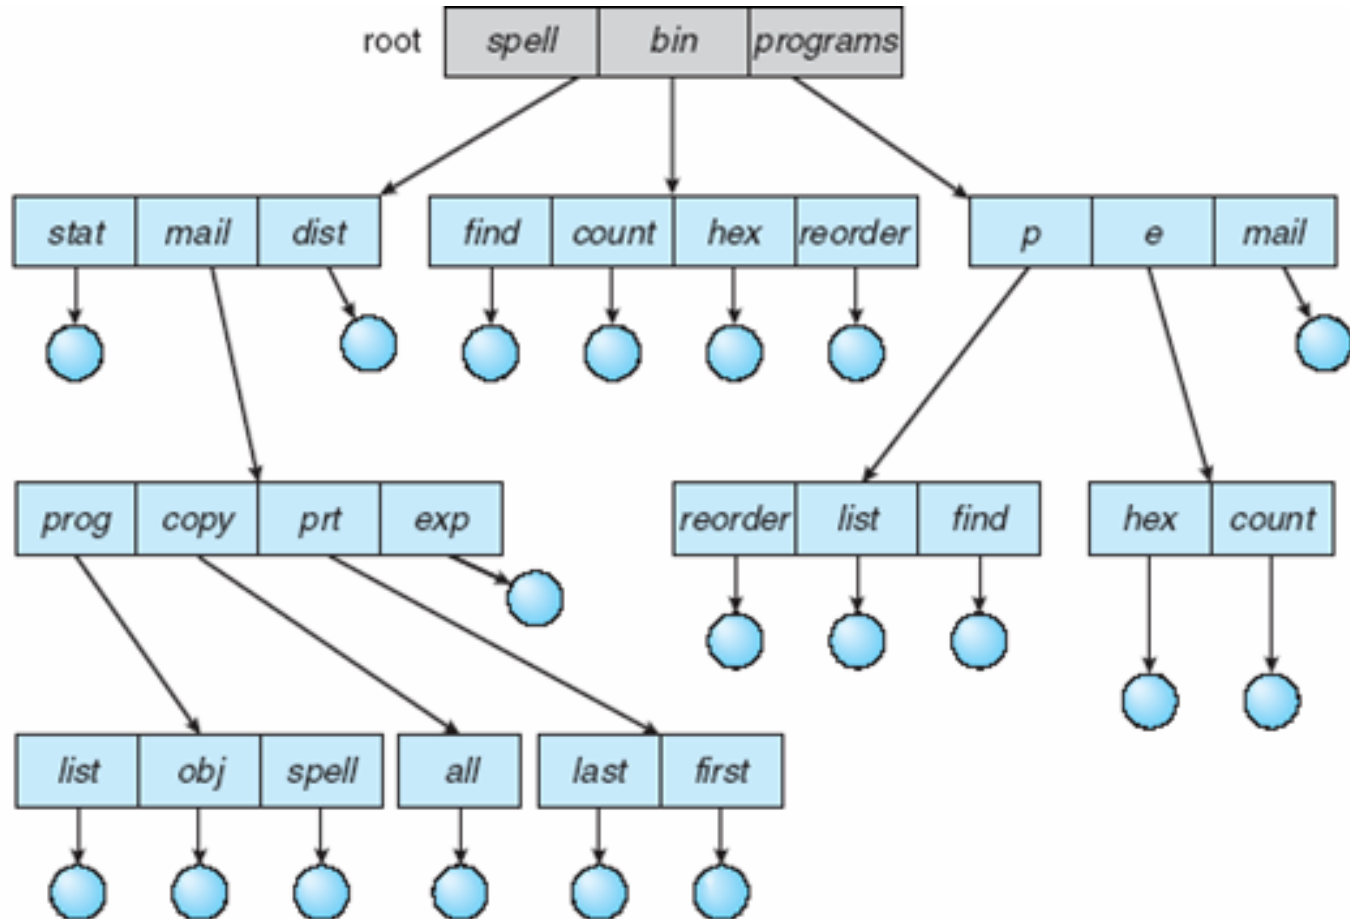 root spell bin programs
stat mail dist find count hex reorder p e mail
prog copy prt exp reorder list find hex count
list obj spell all last first